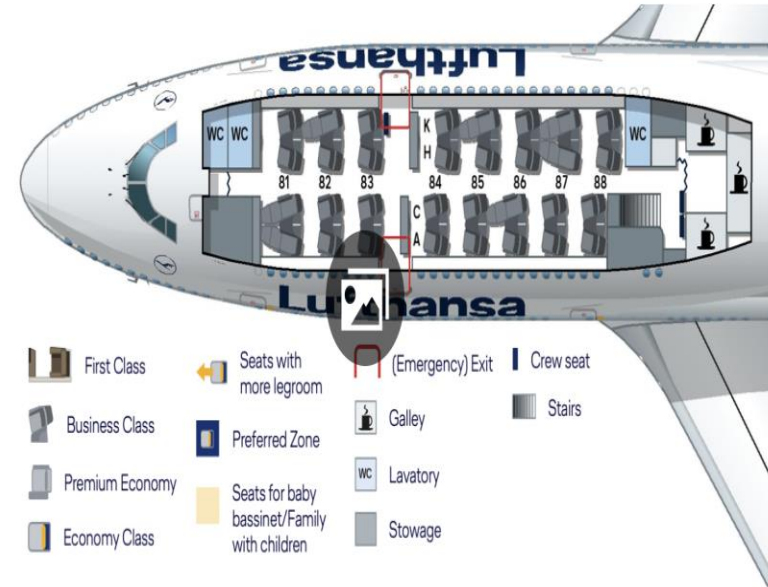 Lufthansa
WC WC
K
H
WC
81 82 83 84 85 86 87 88
C
A
Lufthansa
First Class
Business Class
Premium Economy
Economy Class
Seats with
more legroom
Preferred Zone
Seats for baby
bassinet/Family
with children
(Emergency) Exit
Galley
WC
Lavatory
Stowage
Crew seat
Stairs